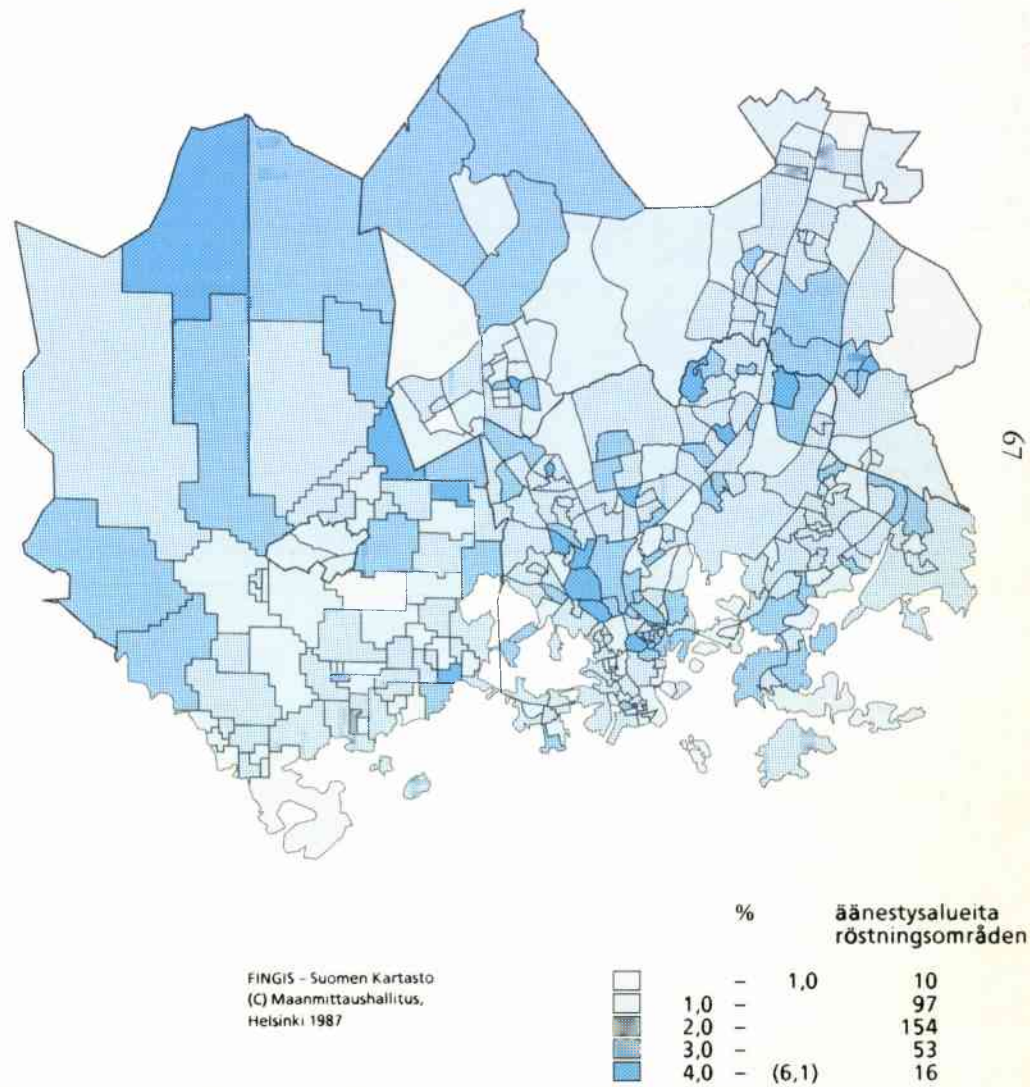 67
% äänestysalueita
röstningsområden
– 1,0 10
1,0 – 97
2,0 – 154
3,0 – 53
4,0 – (6,1) 16
FINGIS – Suomen Kartasto
(C) Maanmittaushallitus,
Helsinki 1987